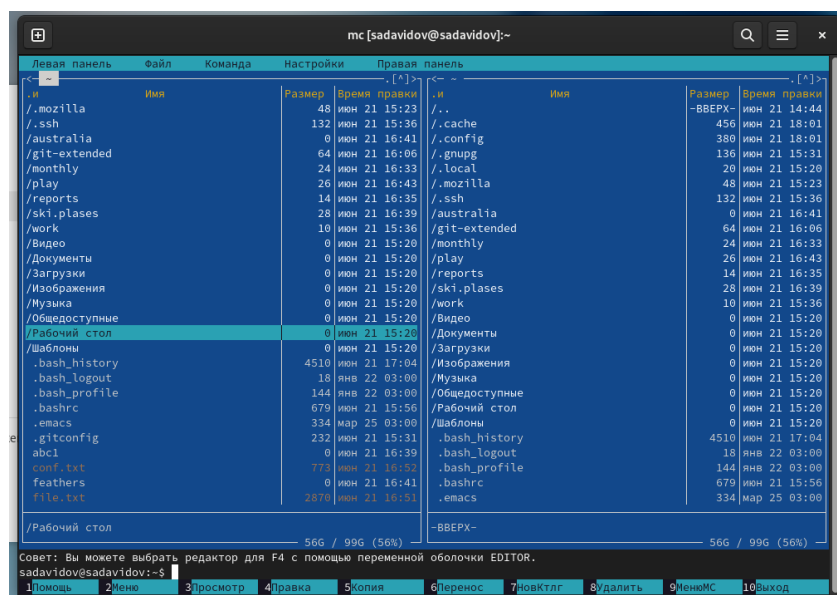 mc [sadavidov@sadavidov]:~
Левая панель Файл Команда Настройки Правая панель
<— ~ .[^]>
.и Имя Размер Время правки
/.mozilla 48 июн 21 15:23
/.ssh 132 июн 21 15:36
/australia 0 июн 21 16:41
/git-extended 64 июн 21 16:06
/monthly 24 июн 21 16:33
/play 26 июн 21 16:43
/reports 14 июн 21 16:35
/ski.plases 28 июн 21 16:39
/work 10 июн 21 15:36
/Видео 0 июн 21 15:20
/Документы 0 июн 21 15:20
/Загрузки 0 июн 21 15:20
/Изображения 0 июн 21 15:20
/Музыка 0 июн 21 15:20
/Общедоступные 0 июн 21 15:20
/Рабочий стол 0 июн 21 15:20
/Шаблоны 0 июн 21 15:20
.bash_history 4510 июн 21 17:04
.bash_logout 18 янв 22 03:00
.bash_profile 144 янв 22 03:00
.bashrc 679 июн 21 15:56
.emacs 334 мар 25 03:00
.gitconfig 232 июн 21 15:31
abc1 0 июн 21 16:39
conf.txt 773 июн 21 16:52
feathers 0 июн 21 16:41
file.txt 2870 июн 21 16:51
/Рабочий стол
56G / 99G (56%)
<— ~ .[^]>
.и Имя Размер Время правки
/.. -ВВЕРХ- июн 21 14:44
/.cache 456 июн 21 18:01
/.config 380 июн 21 18:01
/.gnupg 136 июн 21 15:31
/.local 20 июн 21 15:20
/.mozilla 48 июн 21 15:23
/.ssh 132 июн 21 15:36
/australia 0 июн 21 16:41
/git-extended 64 июн 21 16:06
/monthly 24 июн 21 16:33
/play 26 июн 21 16:43
/reports 14 июн 21 16:35
/ski.plases 28 июн 21 16:39
/work 10 июн 21 15:36
/Видео 0 июн 21 15:20
/Документы 0 июн 21 15:20
/Загрузки 0 июн 21 15:20
/Изображения 0 июн 21 15:20
/Музыка 0 июн 21 15:20
/Общедоступные 0 июн 21 15:20
/Рабочий стол 0 июн 21 15:20
/Шаблоны 0 июн 21 15:20
.bash_history 4510 июн 21 17:04
.bash_logout 18 янв 22 03:00
.bash_profile 144 янв 22 03:00
.bashrc 679 июн 21 15:56
.emacs 334 мар 25 03:00
-ВВЕРХ-
56G / 99G (56%)
Совет: Вы можете выбрать редактор для F4 с помощью переменной оболочки EDITOR.
sadavidov@sadavidov:~$
1Помощь 2Меню 3Просмотр 4Правка 5Копия 6Перенос 7НовКтлг 8Удалить 9МенюМС 10Выход